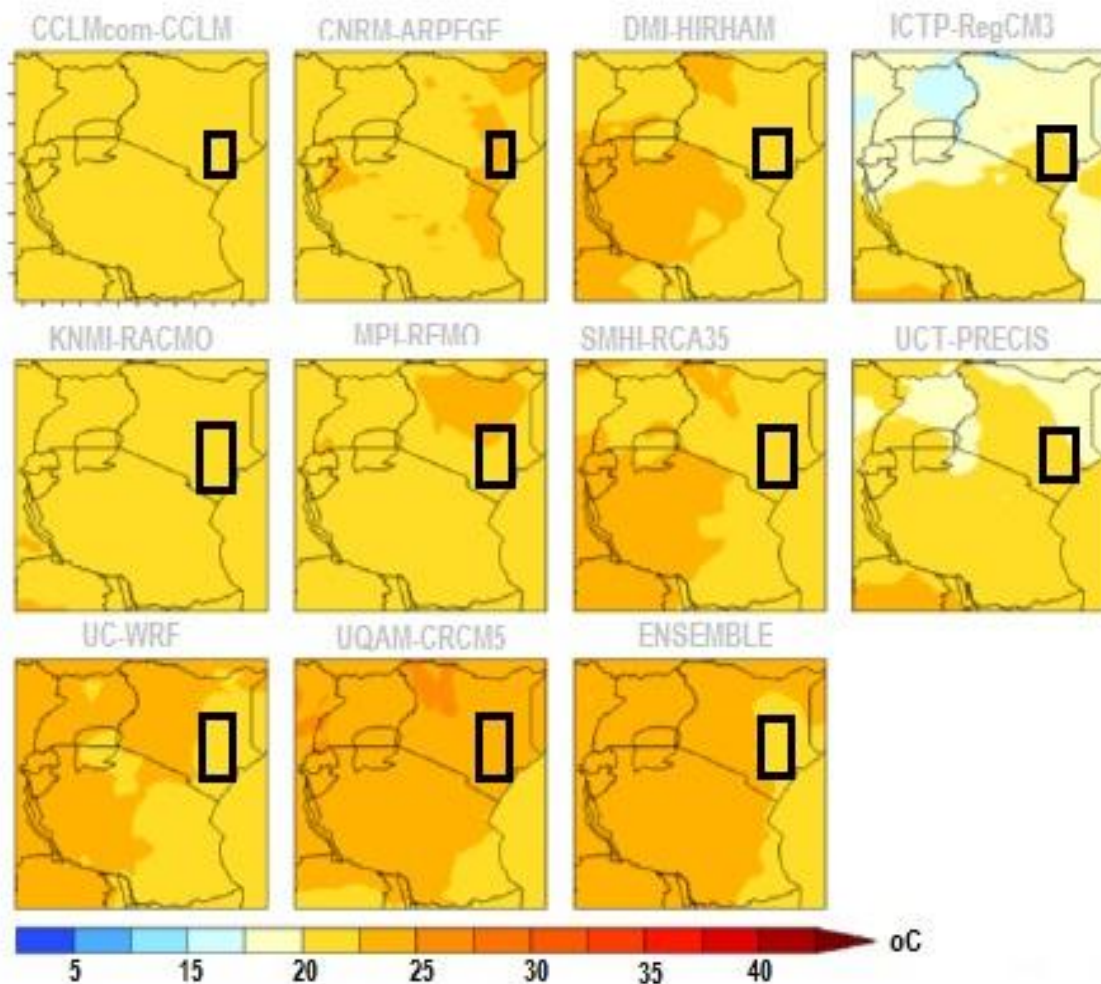 CCLMcom-CCLM CNRM-ARPEGE DMI-HIRHAM ICTP-RegCM3
KNMI-RACMO MPI-REMO SMHI-RCA35 UCT-PRECIS
UC-WRF UQAM-CRCM5 ENSEMBLE
oC
5 15 20 25 30 35 40